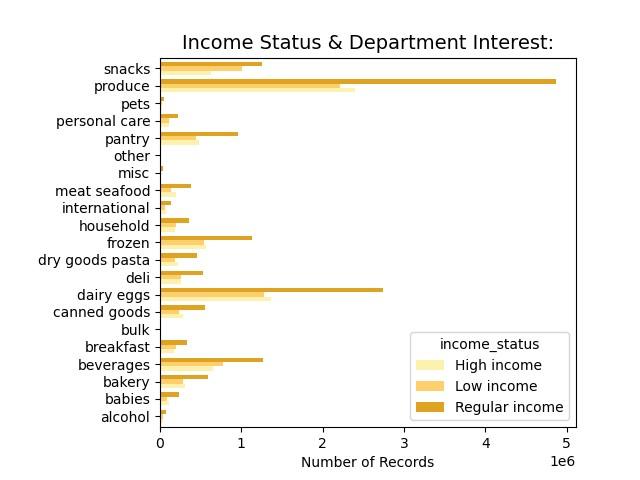 Income Status & Department Interest:
snacks
produce
pets
personal care
pantry
other
misc
meat seafood
international
household
frozen
dry goods pasta
deli
dairy eggs
canned goods
bulk
breakfast
beverages
bakery
babies
alcohol
income_status
High income
Low income
Regular income
0 1 2 3 4 5
1e6
Number of Records